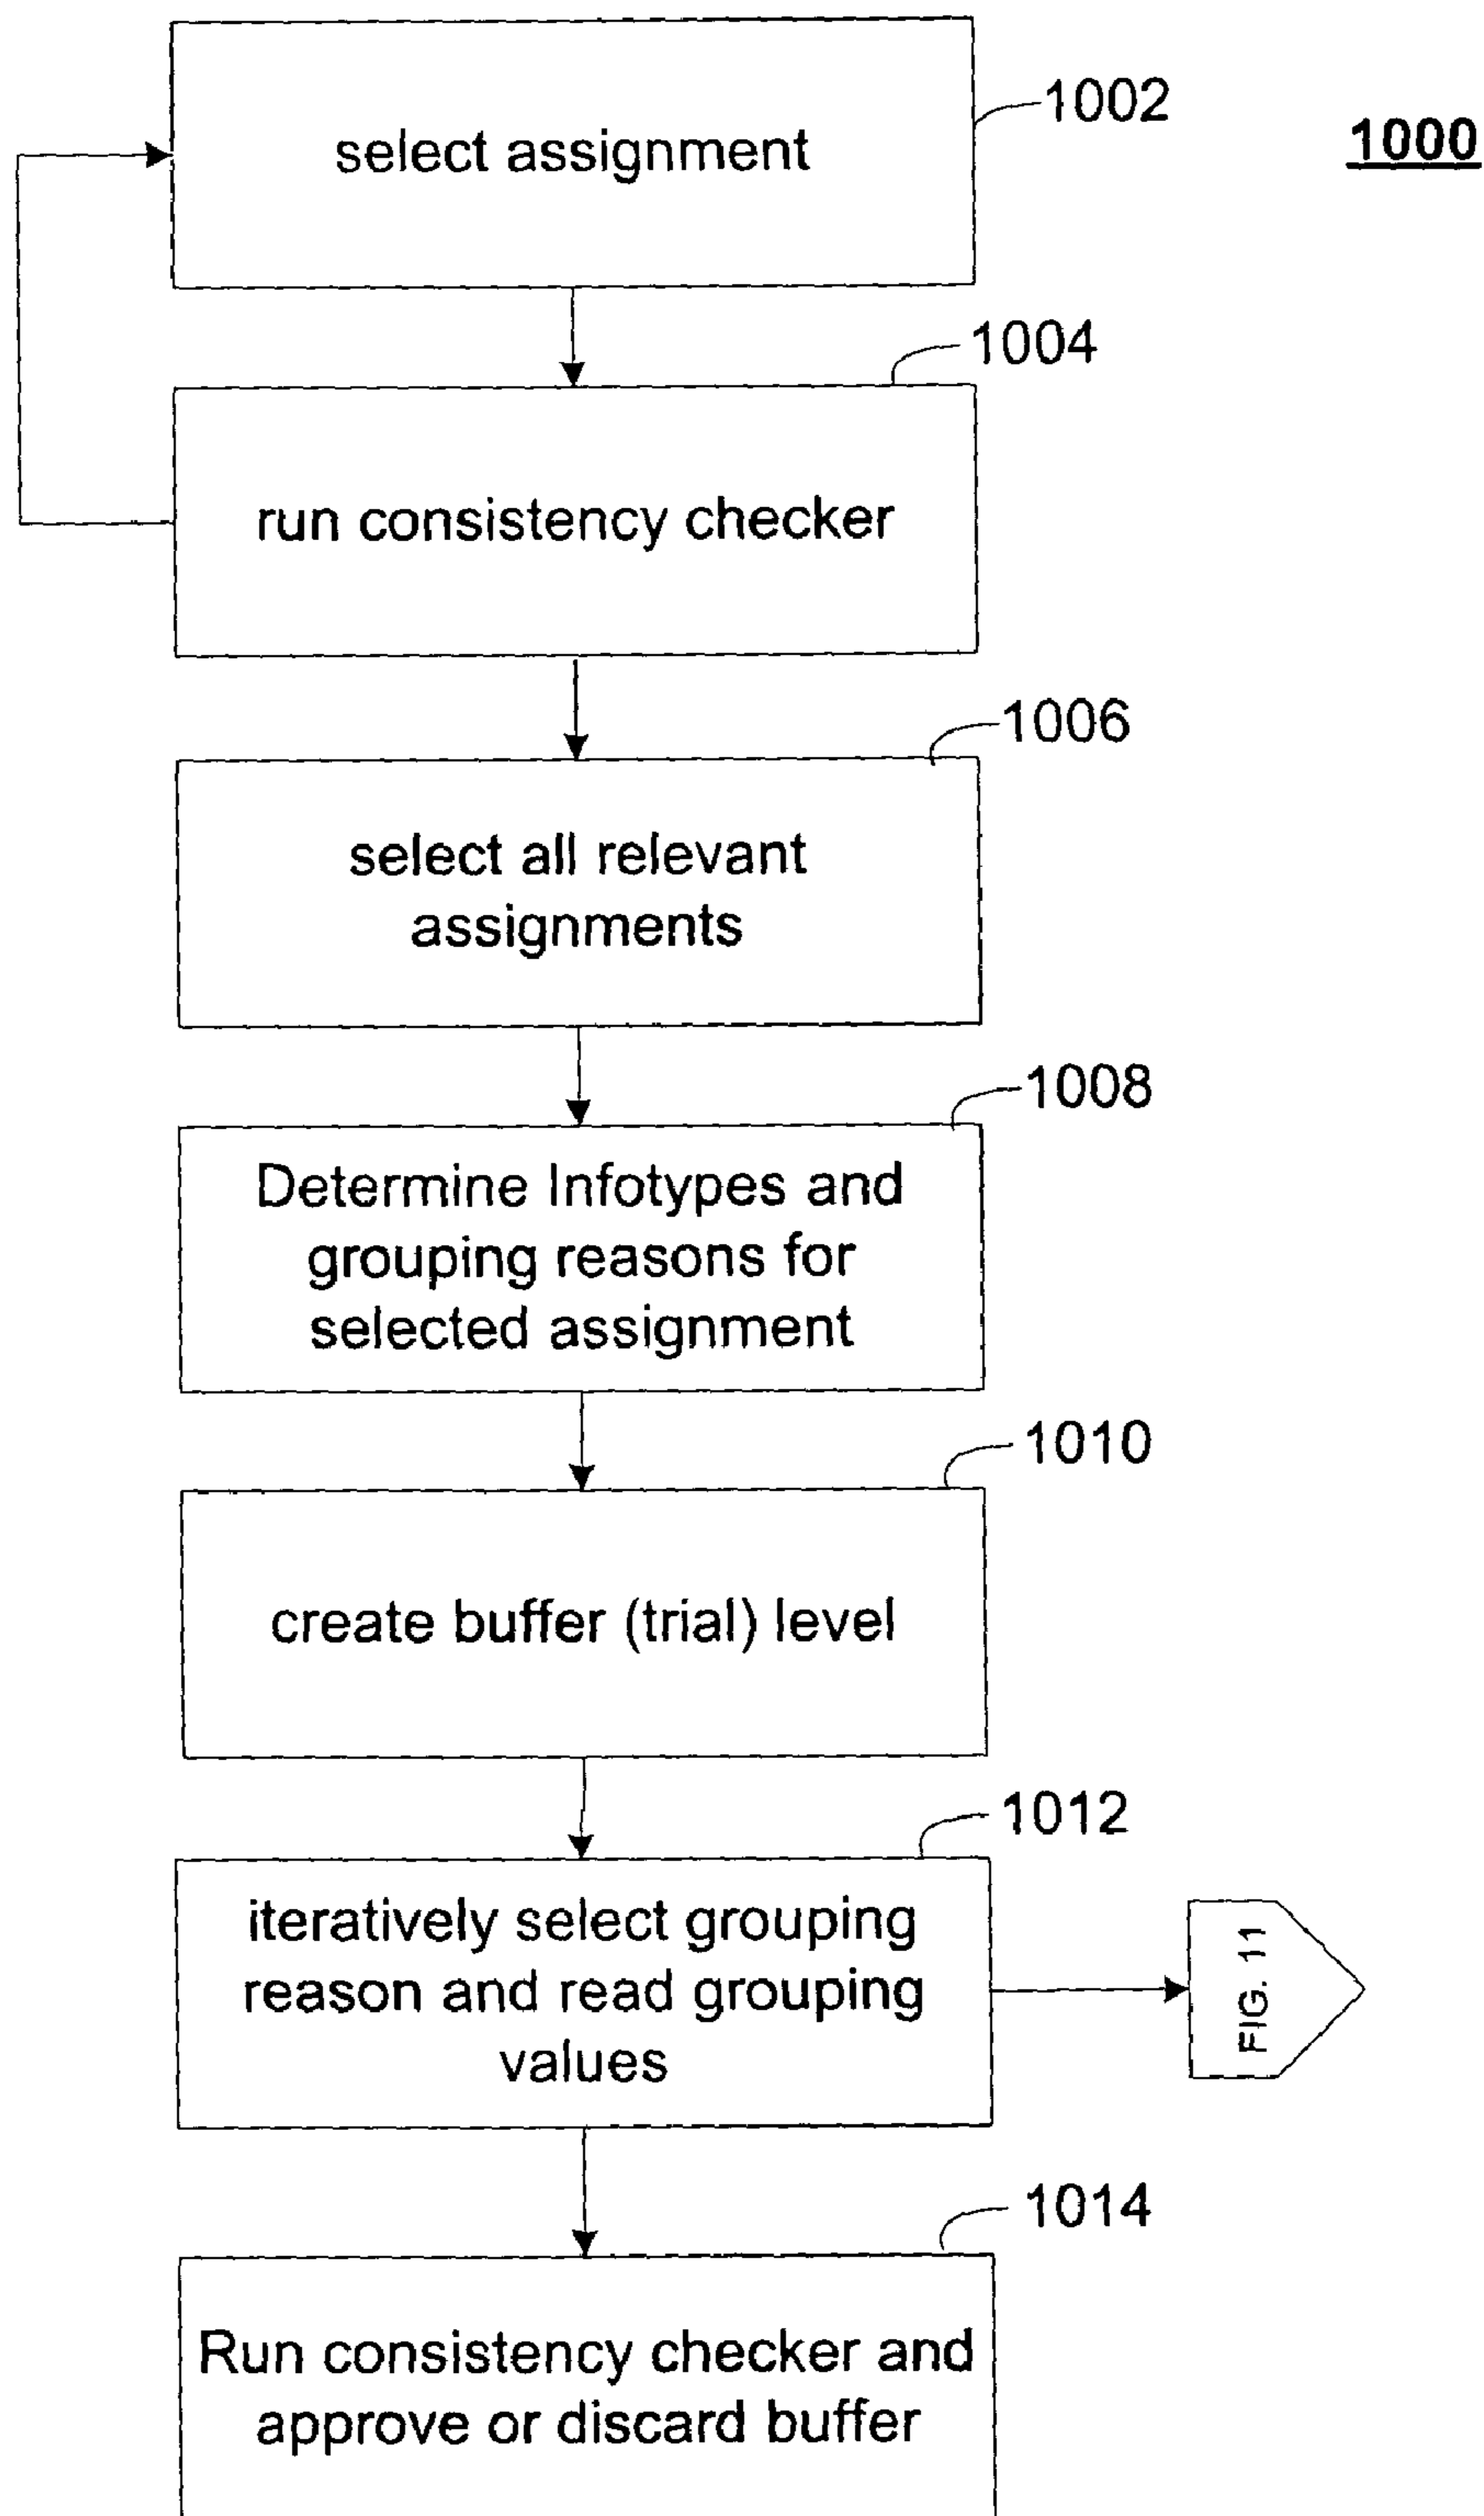 1000
1002
select assignment
1004
run consistency checker
1006
select all relevant
assignments
1008
Determine Infotypes and
grouping reasons for
selected assignment
1010
create buffer (trial) level
1012
iteratively select grouping
reason and read grouping
values
FIG. 11
1014
Run consistency checker and
approve or discard buffer